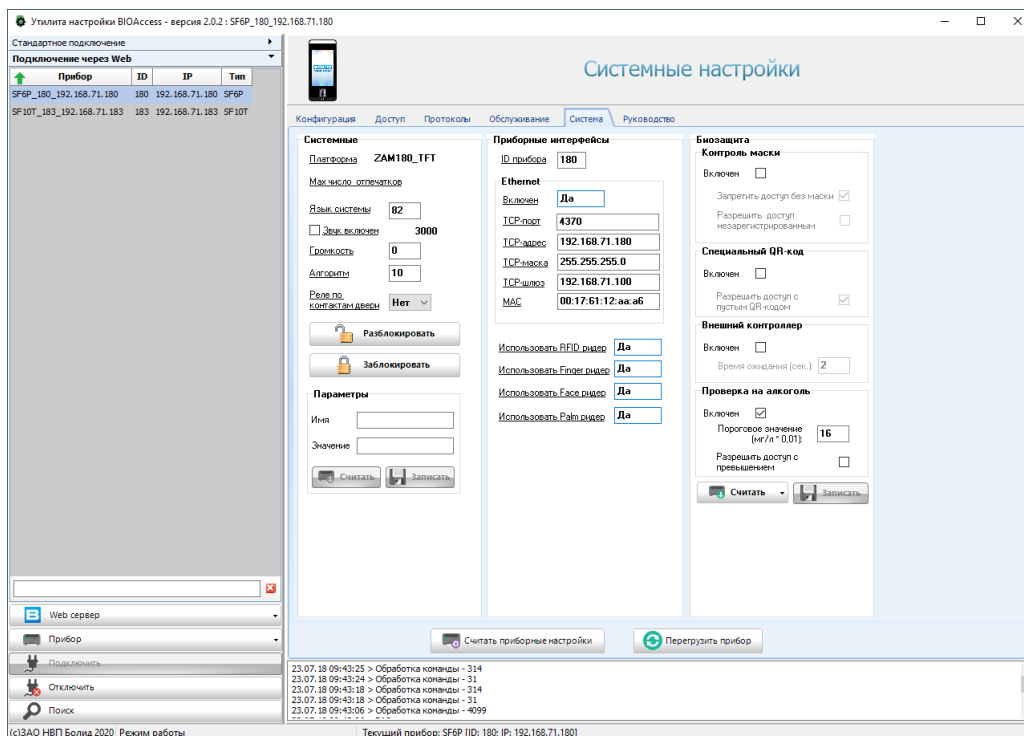 Утилита настройки BIOAccess - версия 2.0.2 : SF6P_180_192.168.71.180
Стандартное подключение
Подключение через Web
Прибор ID IP Тип
SF6P_180_192.168.71.180 180 192.168.71.180 SF6P
SF10T_183_192.168.71.183 183 192.168.71.183 SF10T
Web сервер
Прибор
Подключить
Отключить
Поиск
Системные настройки
Конфигурация Доступ Протоколы Обслуживание Система Руководство
Системные
Платформа ZAM180_TFT
Max число отпечатков
Язык системы 82
Звук включен 3000
Громкость 0
Алгоритм 10
Реле по
контактам двери Нет
Разблокировать
Заблокировать
Параметры
Имя
Значение
Считать Записать
Приборные интерфейсы
ID прибора 180
Ethernet
Включен Да
TCP-порт 4370
TCP-адрес 192.168.71.180
TCP-маска 255.255.255.0
TCP-шлюз 192.168.71.100
MAC 00:17:61:12:aa:a6
Использовать RFID ридер Да
Использовать Finger ридер Да
Использовать Face ридер Да
Использовать Palm ридер Да
Биозащита
Контроль маски
Включен
Запретить доступ без маски
Разрешить доступ
незарегистрированным
Специальный QR-код
Включен
Разрешить доступ с
пустым QR-кодом
Внешний контроллер
Включен
Время ожидания (сек.) 2
Проверка на алкоголь
Включен
Пороговое значение
(мг/л * 0,01): 16
Разрешить доступ с
превышением
Считать Записать
Считать приборные настройки Перегрузить прибор
23.07.18 09:43:25 > Обработка команды - 314
23.07.18 09:43:24 > Обработка команды - 31
23.07.18 09:43:18 > Обработка команды - 314
23.07.18 09:43:18 > Обработка команды - 31
23.07.18 09:43:06 > Обработка команды - 4099
(c)ЗАО НВП Болид 2020 Режим работы Текущий прибор: SF6P [ID: 180; IP: 192.168.71.180]